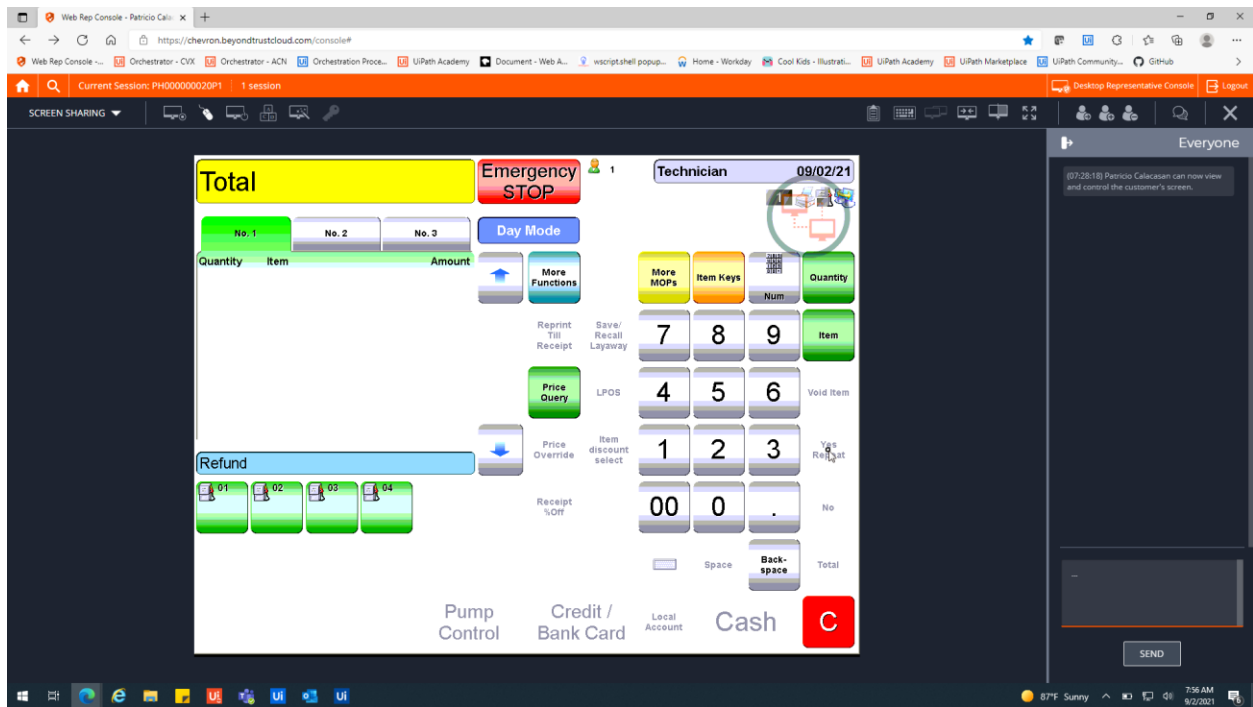 Web Rep Console - Patricio Cala
https://chevron.beyondtrustcloud.com/console#
Web Rep Console -...
Orchestrator - CVX
Orchestrator - ACN
Orchestration Proce...
UiPath Academy
Document - Web A...
wscript.shell popup...
Home - Workday
Cool Kids - Illustrati...
UiPath Academy
UiPath Marketplace
UiPath Community...
GitHub
Current Session: PH000000020P1
1 session
Desktop Representative Console
Logout
SCREEN SHARING
Everyone
(07:28:18) Patricio Calacasan can now view
and control the customer's screen.
Total
Emergency
STOP
1
Technician
09/02/21
1
No. 1
No. 2
No. 3
Day Mode
Quantity
Item
Amount
More
Functions
More
MOPs
Item Keys
Num
Quantity
Reprint
Till
Receipt
Save/
Recall
Layaway
7
8
9
Item
Price
Query
LPOS
4
5
6
Void Item
Price
Override
Item
discount
select
1
2
3
Yes
Repeat
Refund
01
02
03
04
Receipt
%Off
00
0
.
No
Space
Back-
space
Total
Pump
Control
Credit /
Bank Card
Local
Account
Cash
C
SEND
Ui
Ui
Ui
87°F Sunny
7:56 AM
9/2/2021